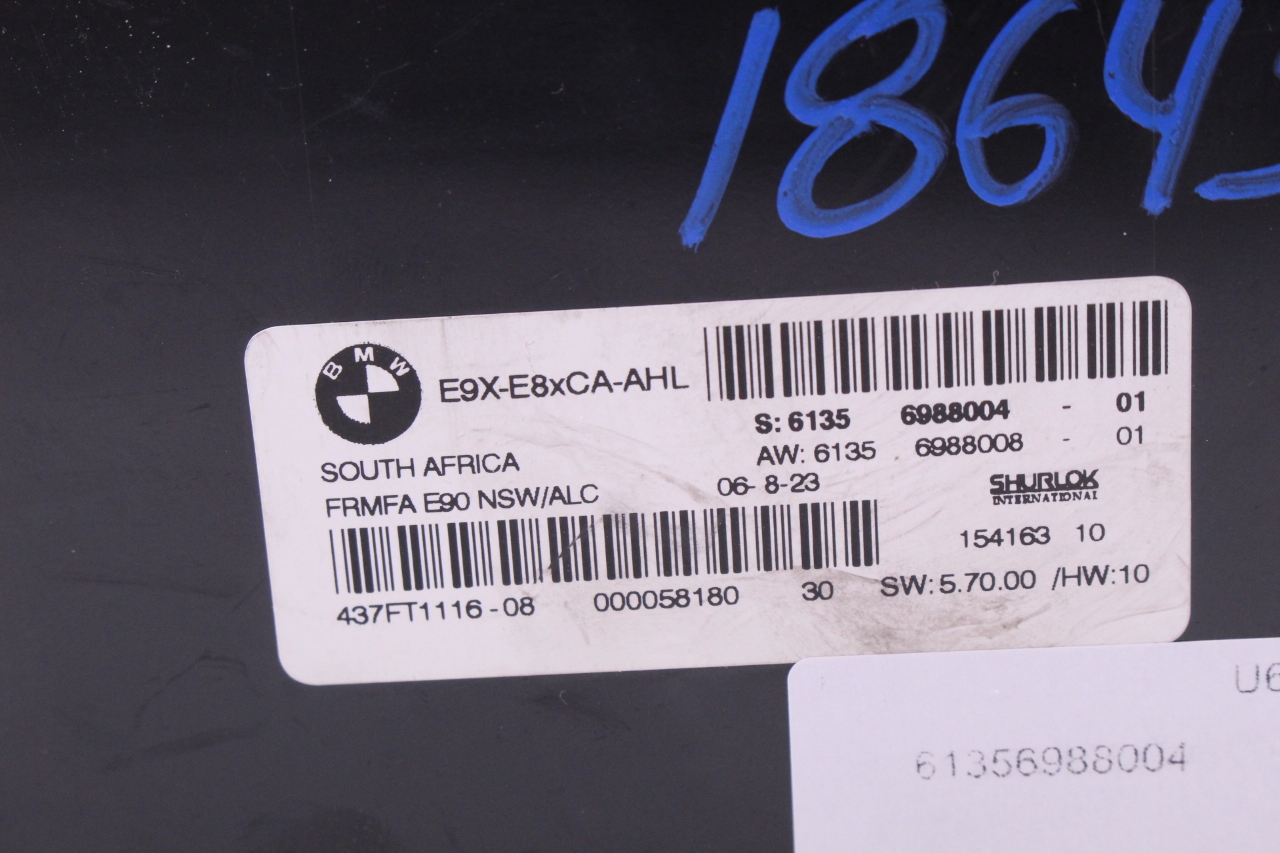 1864
BMW
E9X-E8xCA-AHL
S: 6135 6988004 - 01
AW: 6135 6988008 - 01
SOUTH AFRICA
06- 8-23
SHURLOK
INTERNATIONAL
FRMFA E90 NSW/ALC
154163 10
437FT1116-08 000058180 30
SW: 5.70.00 /HW:10
U6
61356988004